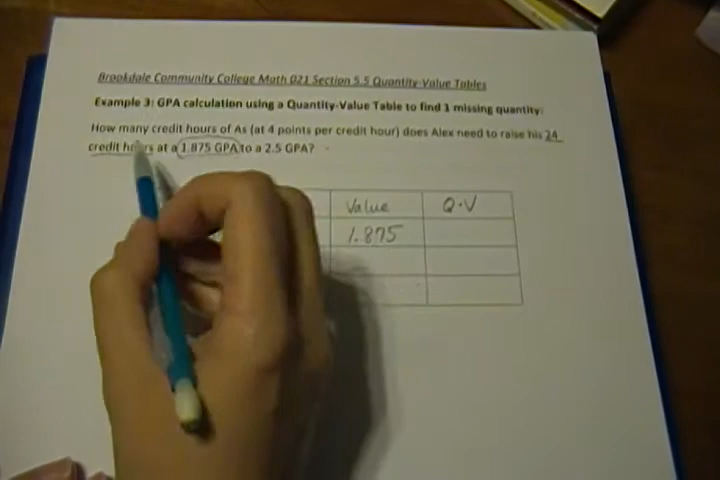 Brookdale Community College Math 021 Section 5.5 Quantity-Value Tables
Example 3: GPA calculation using a Quantity-Value Table to find 1 missing quantity:
How many credit hours of As (at 4 points per credit hour) does Alex need to raise his 24
credit hours at a 1.875 GPA to a 2.5 GPA?
Value Q·V
1.875